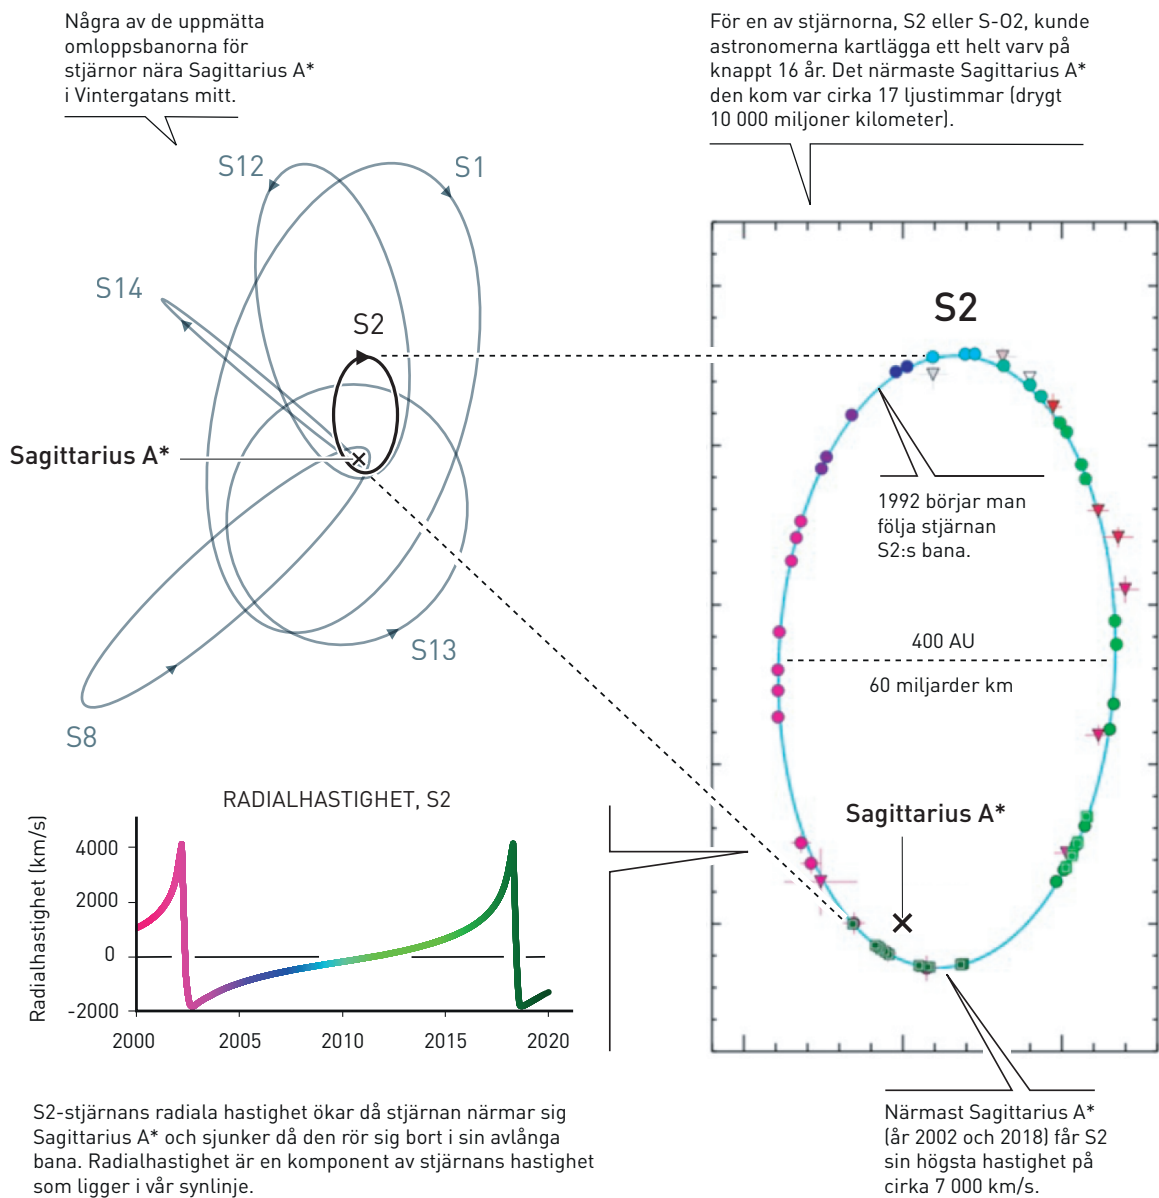 Några av de uppmätta
omloppsbanorna för
stjärnor nära Sagittarius A*
i Vintergatans mitt.
För en av stjärnorna, S2 eller S-O2, kunde
astronomerna kartlägga ett helt varv på
knappt 16 år. Det närmaste Sagittarius A*
den kom var cirka 17 ljustimmar (drygt
10 000 miljoner kilometer).
S12
S1
S14
S2
Sagittarius A*
S13
S8
S2
1992 börjar man
följa stjärnan
S2:s bana.
400 AU
60 miljarder km
Sagittarius A*
RADIALHASTIGHET, S2
Radialhastighet (km/s)
4000
2000
0
-2000
2000
2005
2010
2015
2020
S2-stjärnans radiala hastighet ökar då stjärnan närmar sig
Sagittarius A* och sjunker då den rör sig bort i sin avlånga
bana. Radialhastighet är en komponent av stjärnans hastighet
som ligger i vår synlinje.
Närmast Sagittarius A*
(år 2002 och 2018) får S2
sin högsta hastighet på
cirka 7 000 km/s.